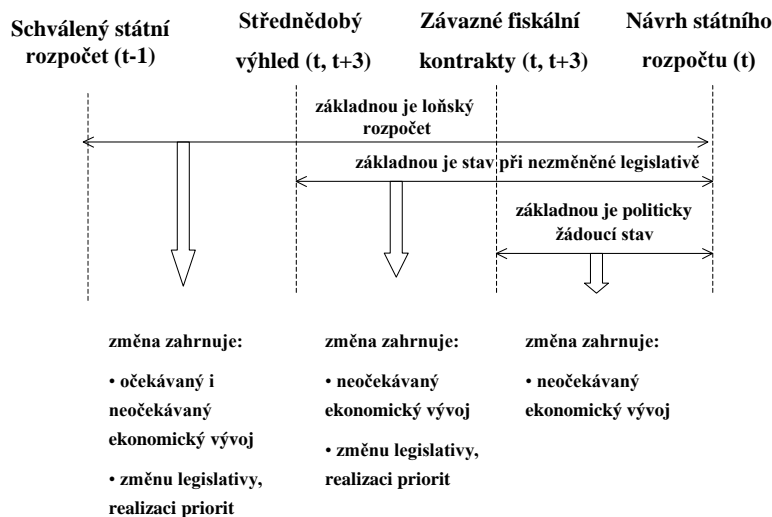 Schválený státní
rozpočet (t-1)
Střednědobý
výhled (t, t+3)
Závazné fiskální
kontrakty (t, t+3)
Návrh státního
rozpočtu (t)
základnou je loňský
rozpočet
základnou je stav při nezměněné legislativě
základnou je politicky
žádoucí stav
změna zahrnuje:
• očekávaný i
neočekávaný
ekonomický vývoj
• změnu legislativy,
realizaci priorit
změna zahrnuje:
• neočekávaný
ekonomický vývoj
• změnu legislativy,
realizaci priorit
změna zahrnuje:
• neočekávaný
ekonomický vývoj